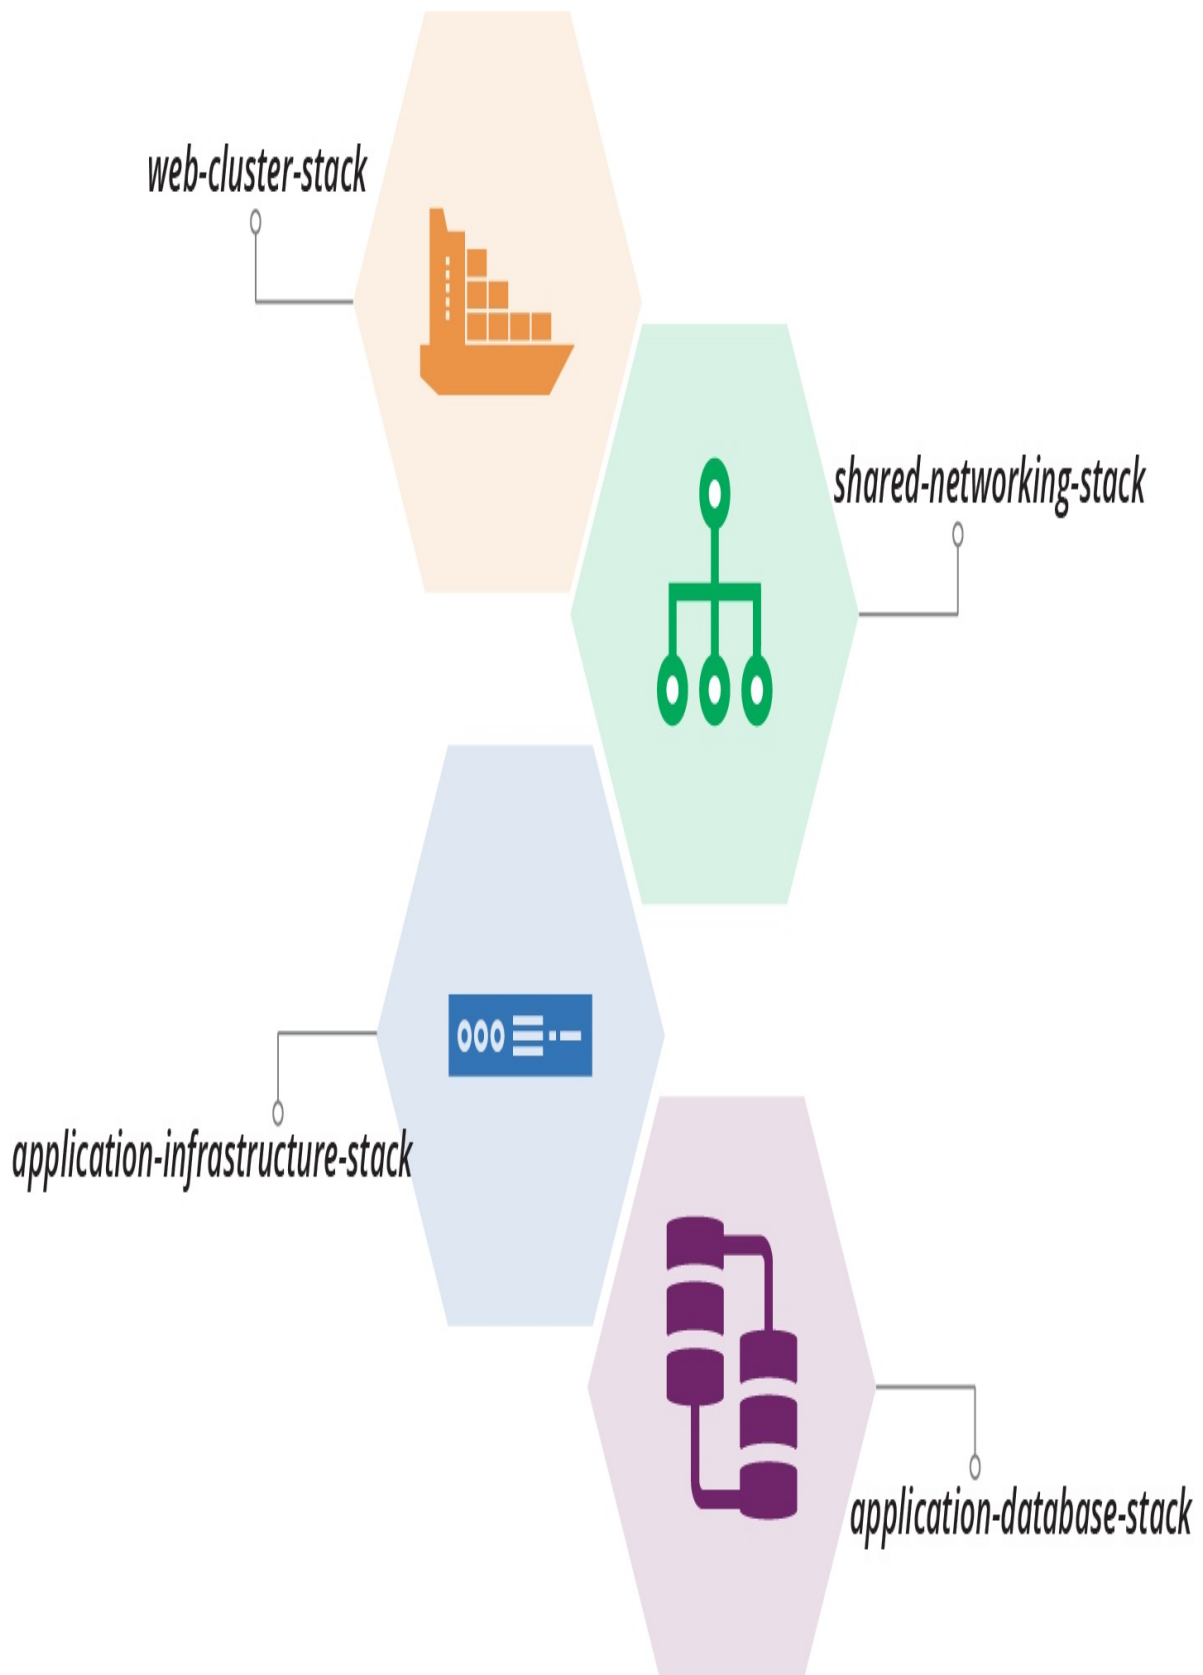 web-cluster-stack
shared-networking-stack
application-infrastructure-stack
application-database-stack